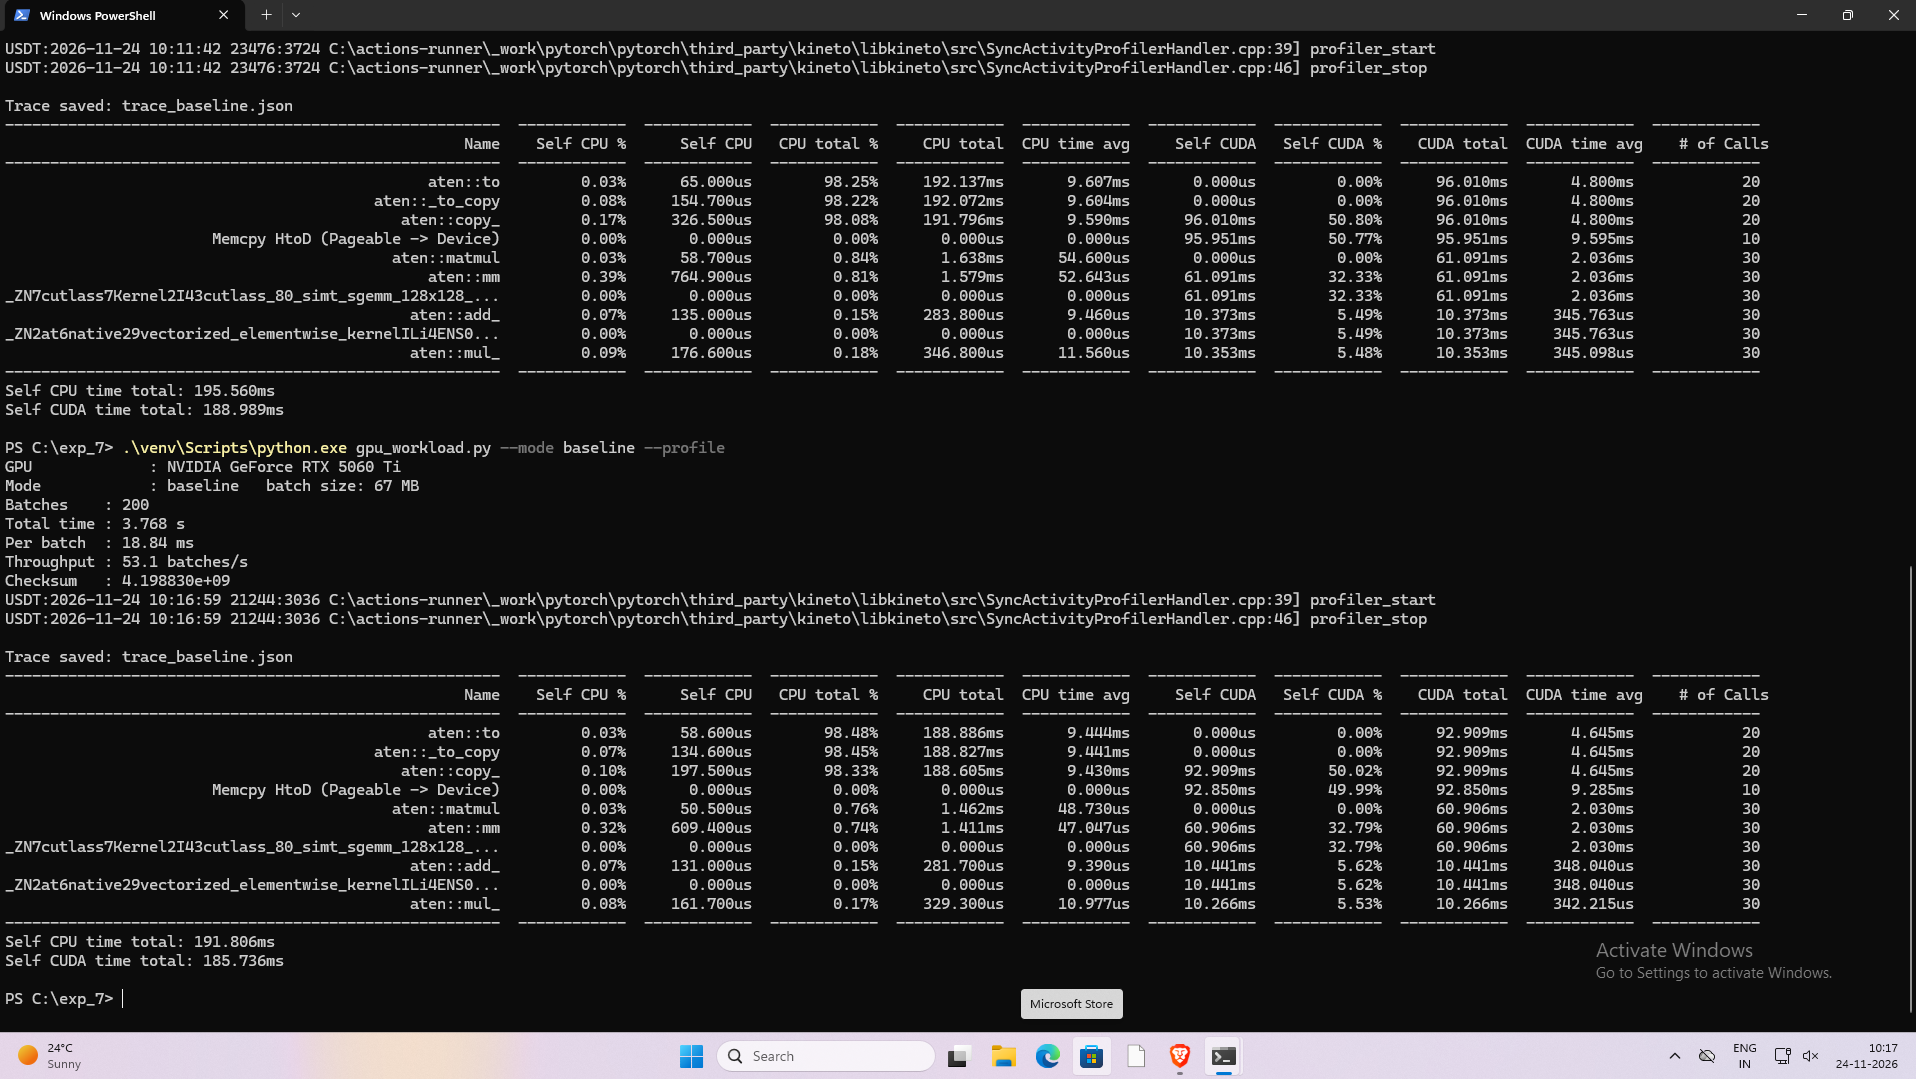 Windows PowerShell
USDT:2026-11-24 10:11:42 23476:3724 C:\actions-runner\_work\pytorch\pytorch\third_party\kineto\libkineto\src\SyncActivityProfilerHandler.cpp:39] profiler_start
USDT:2026-11-24 10:11:42 23476:3724 C:\actions-runner\_work\pytorch\pytorch\third_party\kineto\libkineto\src\SyncActivityProfilerHandler.cpp:46] profiler_stop
Trace saved: trace_baseline.json
Name Self CPU % Self CPU CPU total % CPU total CPU time avg Self CUDA Self CUDA % CUDA total CUDA time avg # of Calls
aten::to 0.03% 65.000us 98.25% 192.137ms 9.607ms 0.000us 0.00% 96.010ms 4.800ms 20
aten::_to_copy 0.08% 154.700us 98.22% 192.072ms 9.604ms 0.000us 0.00% 96.010ms 4.800ms 20
aten::copy_ 0.17% 326.500us 98.08% 191.796ms 9.590ms 96.010ms 50.80% 96.010ms 4.800ms 20
Memcpy HtoD (Pageable -> Device) 0.00% 0.000us 0.00% 0.000us 0.000us 95.951ms 50.77% 95.951ms 9.595ms 10
aten::matmul 0.03% 58.700us 0.84% 1.638ms 54.600us 0.000us 0.00% 61.091ms 2.036ms 30
aten::mm 0.39% 764.900us 0.81% 1.579ms 52.643us 61.091ms 32.33% 61.091ms 2.036ms 30
_ZN7cutlass7Kernel2I43cutlass_80_simt_sgemm_128x128_... 0.00% 0.000us 0.00% 0.000us 0.000us 61.091ms 32.33% 61.091ms 2.036ms 30
aten::add_ 0.07% 135.000us 0.15% 283.800us 9.460us 10.373ms 5.49% 10.373ms 345.763us 30
_ZN2at6native29vectorized_elementwise_kernelILi4ENS0... 0.00% 0.000us 0.00% 0.000us 0.000us 10.373ms 5.49% 10.373ms 345.763us 30
aten::mul_ 0.09% 176.600us 0.18% 346.800us 11.560us 10.353ms 5.48% 10.353ms 345.098us 30
Self CPU time total: 195.560ms
Self CUDA time total: 188.989ms
PS C:\exp_7> .\venv\Scripts\python.exe gpu_workload.py --mode baseline --profile
GPU : NVIDIA GeForce RTX 5060 Ti
Mode : baseline batch size: 67 MB
Batches : 200
Total time : 3.768 s
Per batch : 18.84 ms
Throughput : 53.1 batches/s
Checksum : 4.198830e+09
USDT:2026-11-24 10:16:59 21244:3036 C:\actions-runner\_work\pytorch\pytorch\third_party\kineto\libkineto\src\SyncActivityProfilerHandler.cpp:39] profiler_start
USDT:2026-11-24 10:16:59 21244:3036 C:\actions-runner\_work\pytorch\pytorch\third_party\kineto\libkineto\src\SyncActivityProfilerHandler.cpp:46] profiler_stop
Trace saved: trace_baseline.json
Name Self CPU % Self CPU CPU total % CPU total CPU time avg Self CUDA Self CUDA % CUDA total CUDA time avg # of Calls
aten::to 0.03% 58.600us 98.48% 188.886ms 9.444ms 0.000us 0.00% 92.909ms 4.645ms 20
aten::_to_copy 0.07% 134.600us 98.45% 188.827ms 9.441ms 0.000us 0.00% 92.909ms 4.645ms 20
aten::copy_ 0.10% 197.500us 98.33% 188.605ms 9.430ms 92.909ms 50.02% 92.909ms 4.645ms 20
Memcpy HtoD (Pageable -> Device) 0.00% 0.000us 0.00% 0.000us 0.000us 92.850ms 49.99% 92.850ms 9.285ms 10
aten::matmul 0.03% 50.500us 0.76% 1.462ms 48.730us 0.000us 0.00% 60.906ms 2.030ms 30
aten::mm 0.32% 609.400us 0.74% 1.411ms 47.047us 60.906ms 32.79% 60.906ms 2.030ms 30
_ZN7cutlass7Kernel2I43cutlass_80_simt_sgemm_128x128_... 0.00% 0.000us 0.00% 0.000us 0.000us 60.906ms 32.79% 60.906ms 2.030ms 30
aten::add_ 0.07% 131.000us 0.15% 281.700us 9.390us 10.441ms 5.62% 10.441ms 348.040us 30
_ZN2at6native29vectorized_elementwise_kernelILi4ENS0... 0.00% 0.000us 0.00% 0.000us 0.000us 10.441ms 5.62% 10.441ms 348.040us 30
aten::mul_ 0.08% 161.700us 0.17% 329.300us 10.977us 10.266ms 5.53% 10.266ms 342.215us 30
Self CPU time total: 191.806ms
Self CUDA time total: 185.736ms
Activate Windows
Go to Settings to activate Windows.
PS C:\exp_7>
Microsoft Store
24°C
Sunny
Search
ENG
IN
10:17
24-11-2026